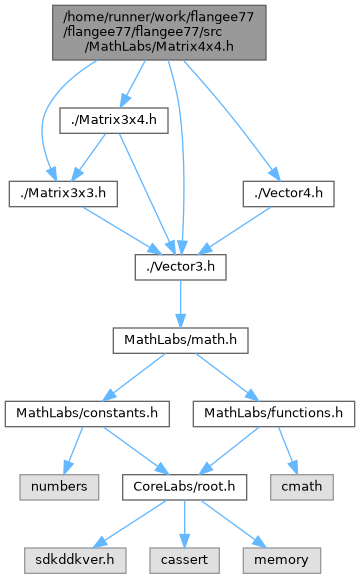 /home/runner/work/flangee77
/flangee77/flangee77/src
/MathLabs/Matrix4x4.h
./Matrix3x4.h
./Matrix3x3.h
./Vector4.h
./Vector3.h
MathLabs/math.h
MathLabs/constants.h
MathLabs/functions.h
numbers
CoreLabs/root.h
cmath
sdkddkver.h
cassert
memory